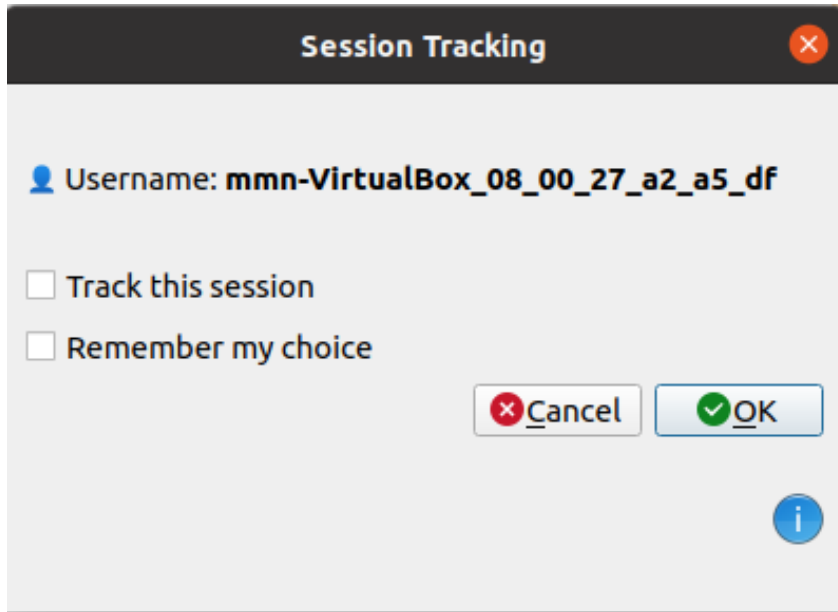 Session Tracking
Username: mmn-VirtualBox_08_00_27_a2_a5_df
Track this session
Remember my choice
Cancel OK
i